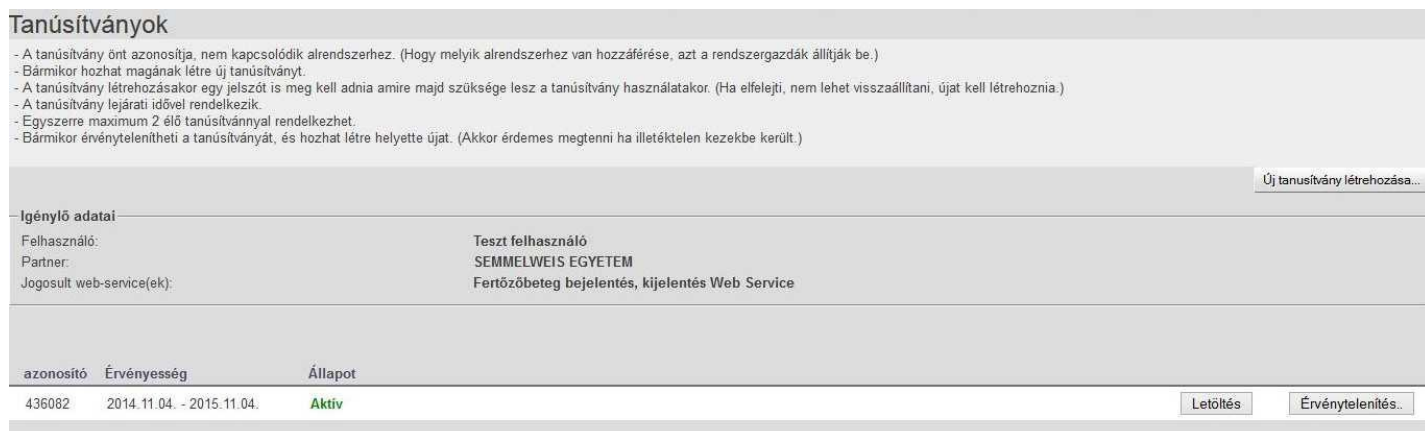 Tanúsítványok
- A tanúsítvány önt azonosítja, nem kapcsolódik alrendszerhez. (Hogy melyik alrendszerhez van hozzáférése, azt a rendszergazdák állítják be.)
- Bármikor hozhat magának létre új tanúsítványt.
- A tanúsítvány létrehozásakor egy jelszót is meg kell adnia amire majd szüksége lesz a tanúsítvány használatakor. (Ha elfelejti, nem lehet visszaállítani, újat kell létrehoznia.)
- A tanúsítvány lejárati idővel rendelkezik.
- Egyszerre maximum 2 élő tanúsítvánnyal rendelkezhet.
- Bármikor érvénytelenítheti a tanúsítványát, és hozhat létre helyette újat. (Akkor érdemes megtenni ha illetéktelen kezekbe került.)
Új tanusítvány létrehozása...
Igénylő adatai
Felhasználó: Teszt felhasználó
Partner: SEMMELWEIS EGYETEM
Jogosult web-service(ek): Fertőzőbeteg bejelentés, kijelentés Web Service
azonosító Érvényesség Állapot
436082 2014.11.04. - 2015.11.04. Aktív Letöltés Érvénytelenítés..